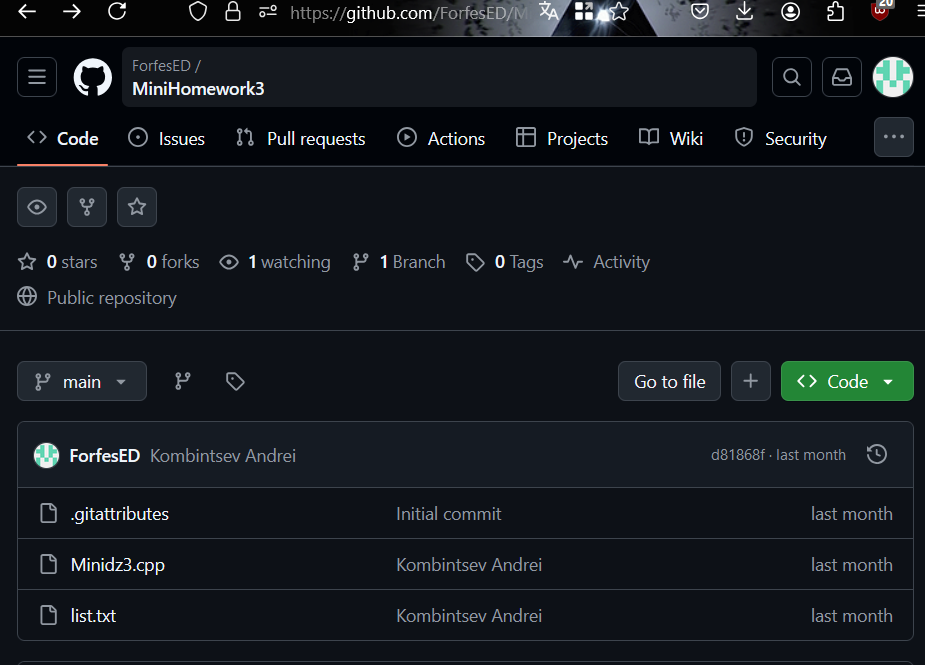 https://github.com/ForfesED/M
20
ForfesED /
MiniHomework3
Code
Issues
Pull requests
Actions
Projects
Wiki
Security
0 stars
0 forks
1 watching
1 Branch
0 Tags
Activity
Public repository
main
Go to file
Code
ForfesED Kombintsev Andrei d81868f · last month
.gitattributes Initial commit last month
Minidz3.cpp Kombintsev Andrei last month
list.txt Kombintsev Andrei last month